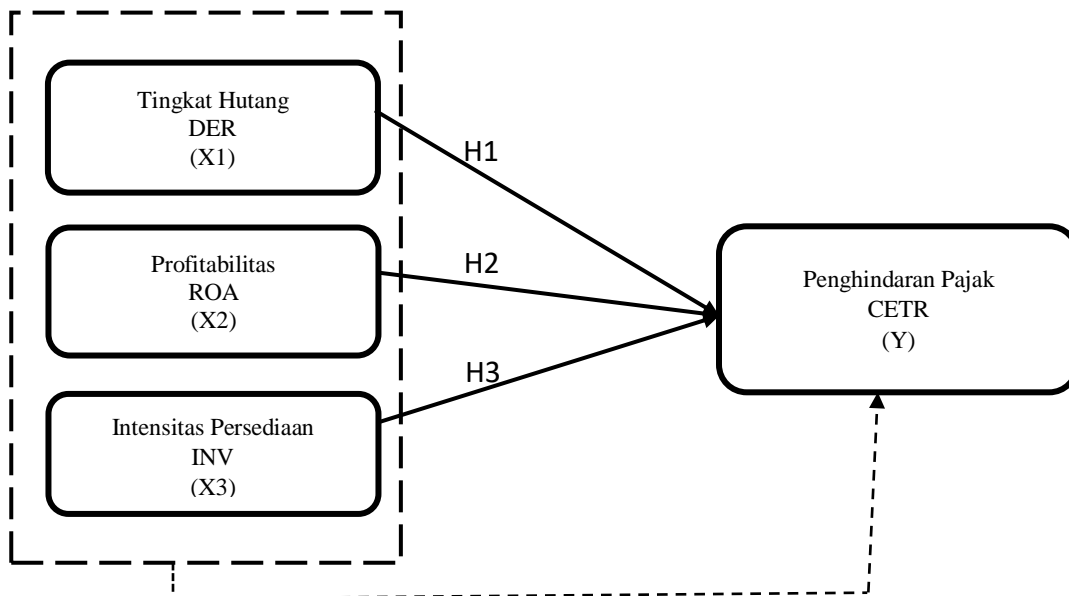 Tingkat Hutang
DER
(X1)
H1
Profitabilitas
ROA
(X2)
H2
Intensitas Persediaan
INV
(X3)
H3
Penghindaran Pajak
CETR
(Y)